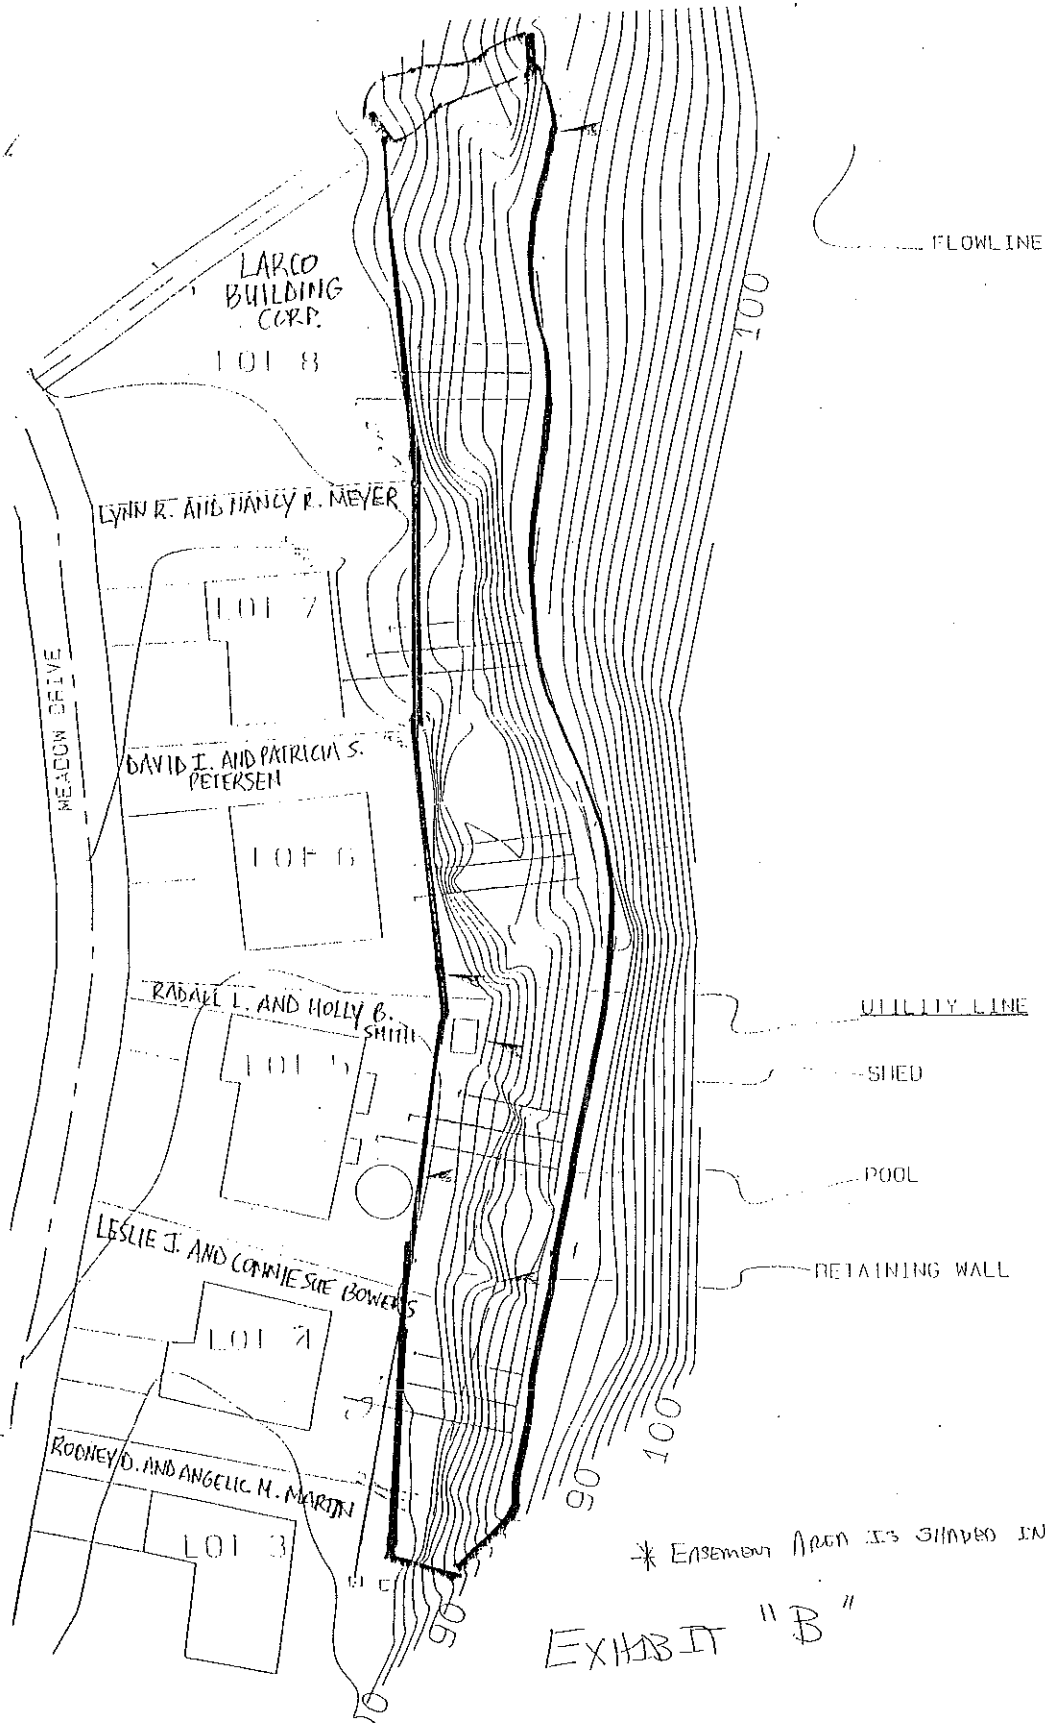 FLOWLINE
LARCO
BUILDING
CORP.
LOT 8
100
LYNN R. AND NANCY R. MEYER
LOT 7
MEADOW DRIVE
DAVID I. AND PATRICIA S.
PETERSEN
LOT 6
RADALL L. AND HOLLY B.
SMITH
UTILITY LINE
LOT 5
SHED
POOL
LESLIE J. AND CONNIE SUE BOWERS
RETAINING WALL
LOT 4
100
RODNEY D. AND ANGELIC M. MARTIN
90
LOT 3
* EASEMENT AREA IS SHADED IN
90
EXHIBIT "B"